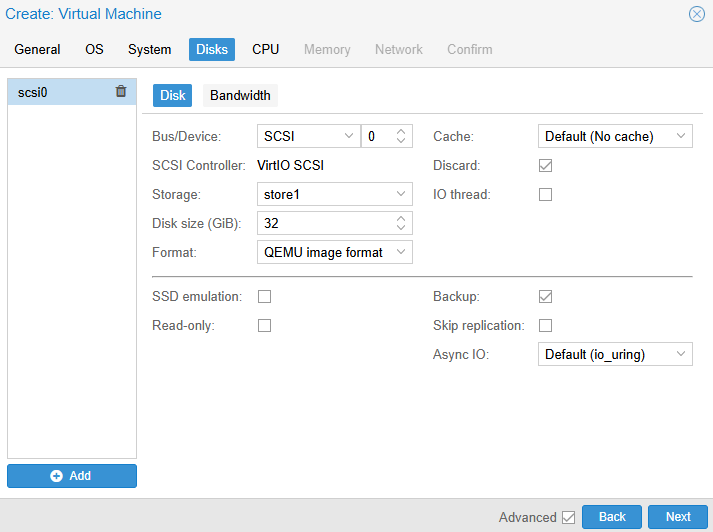 Create: Virtual Machine
General OS System Disks CPU Memory Network Confirm
scsi0
Disk Bandwidth
Bus/Device: SCSI 0 Cache: Default (No cache)
SCSI Controller: VirtIO SCSI Discard:
Storage: store1 IO thread:
Disk size (GiB): 32
Format: QEMU image format
SSD emulation: Backup:
Read-only: Skip replication:
Async IO: Default (io_uring)
Add
Advanced Back Next